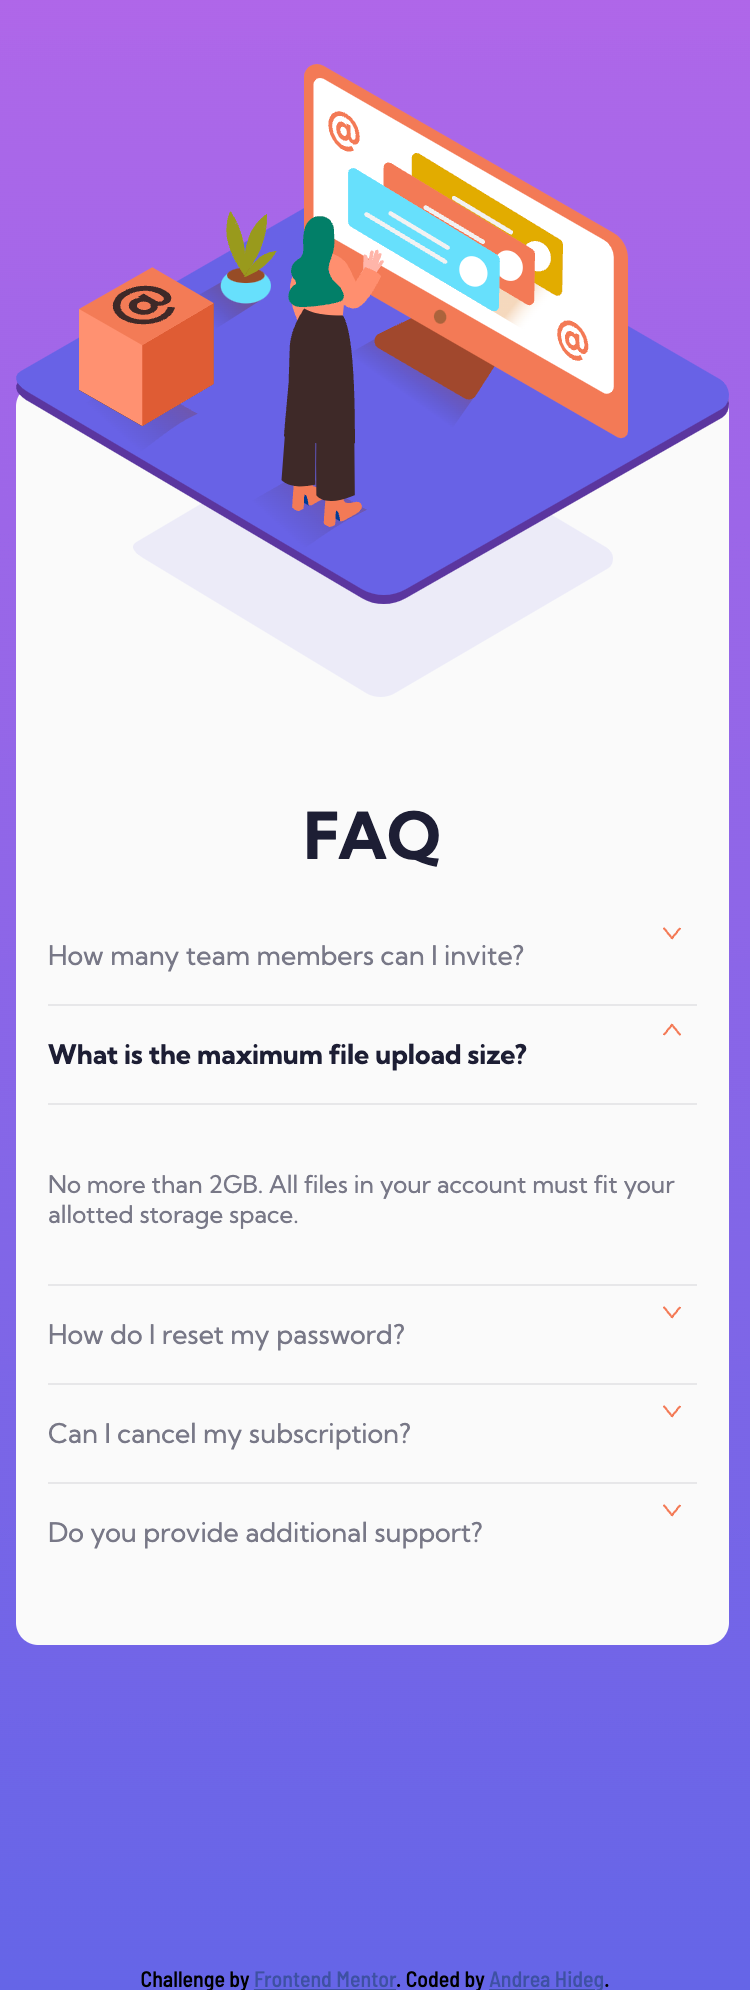 @
@
@
FAQ
How many team members can I invite?
What is the maximum file upload size?
No more than 2GB. All files in your account must fit your
allotted storage space.
How do I reset my password?
Can I cancel my subscription?
Do you provide additional support?
Challenge by Frontend Mentor. Coded by Andrea Hideg.